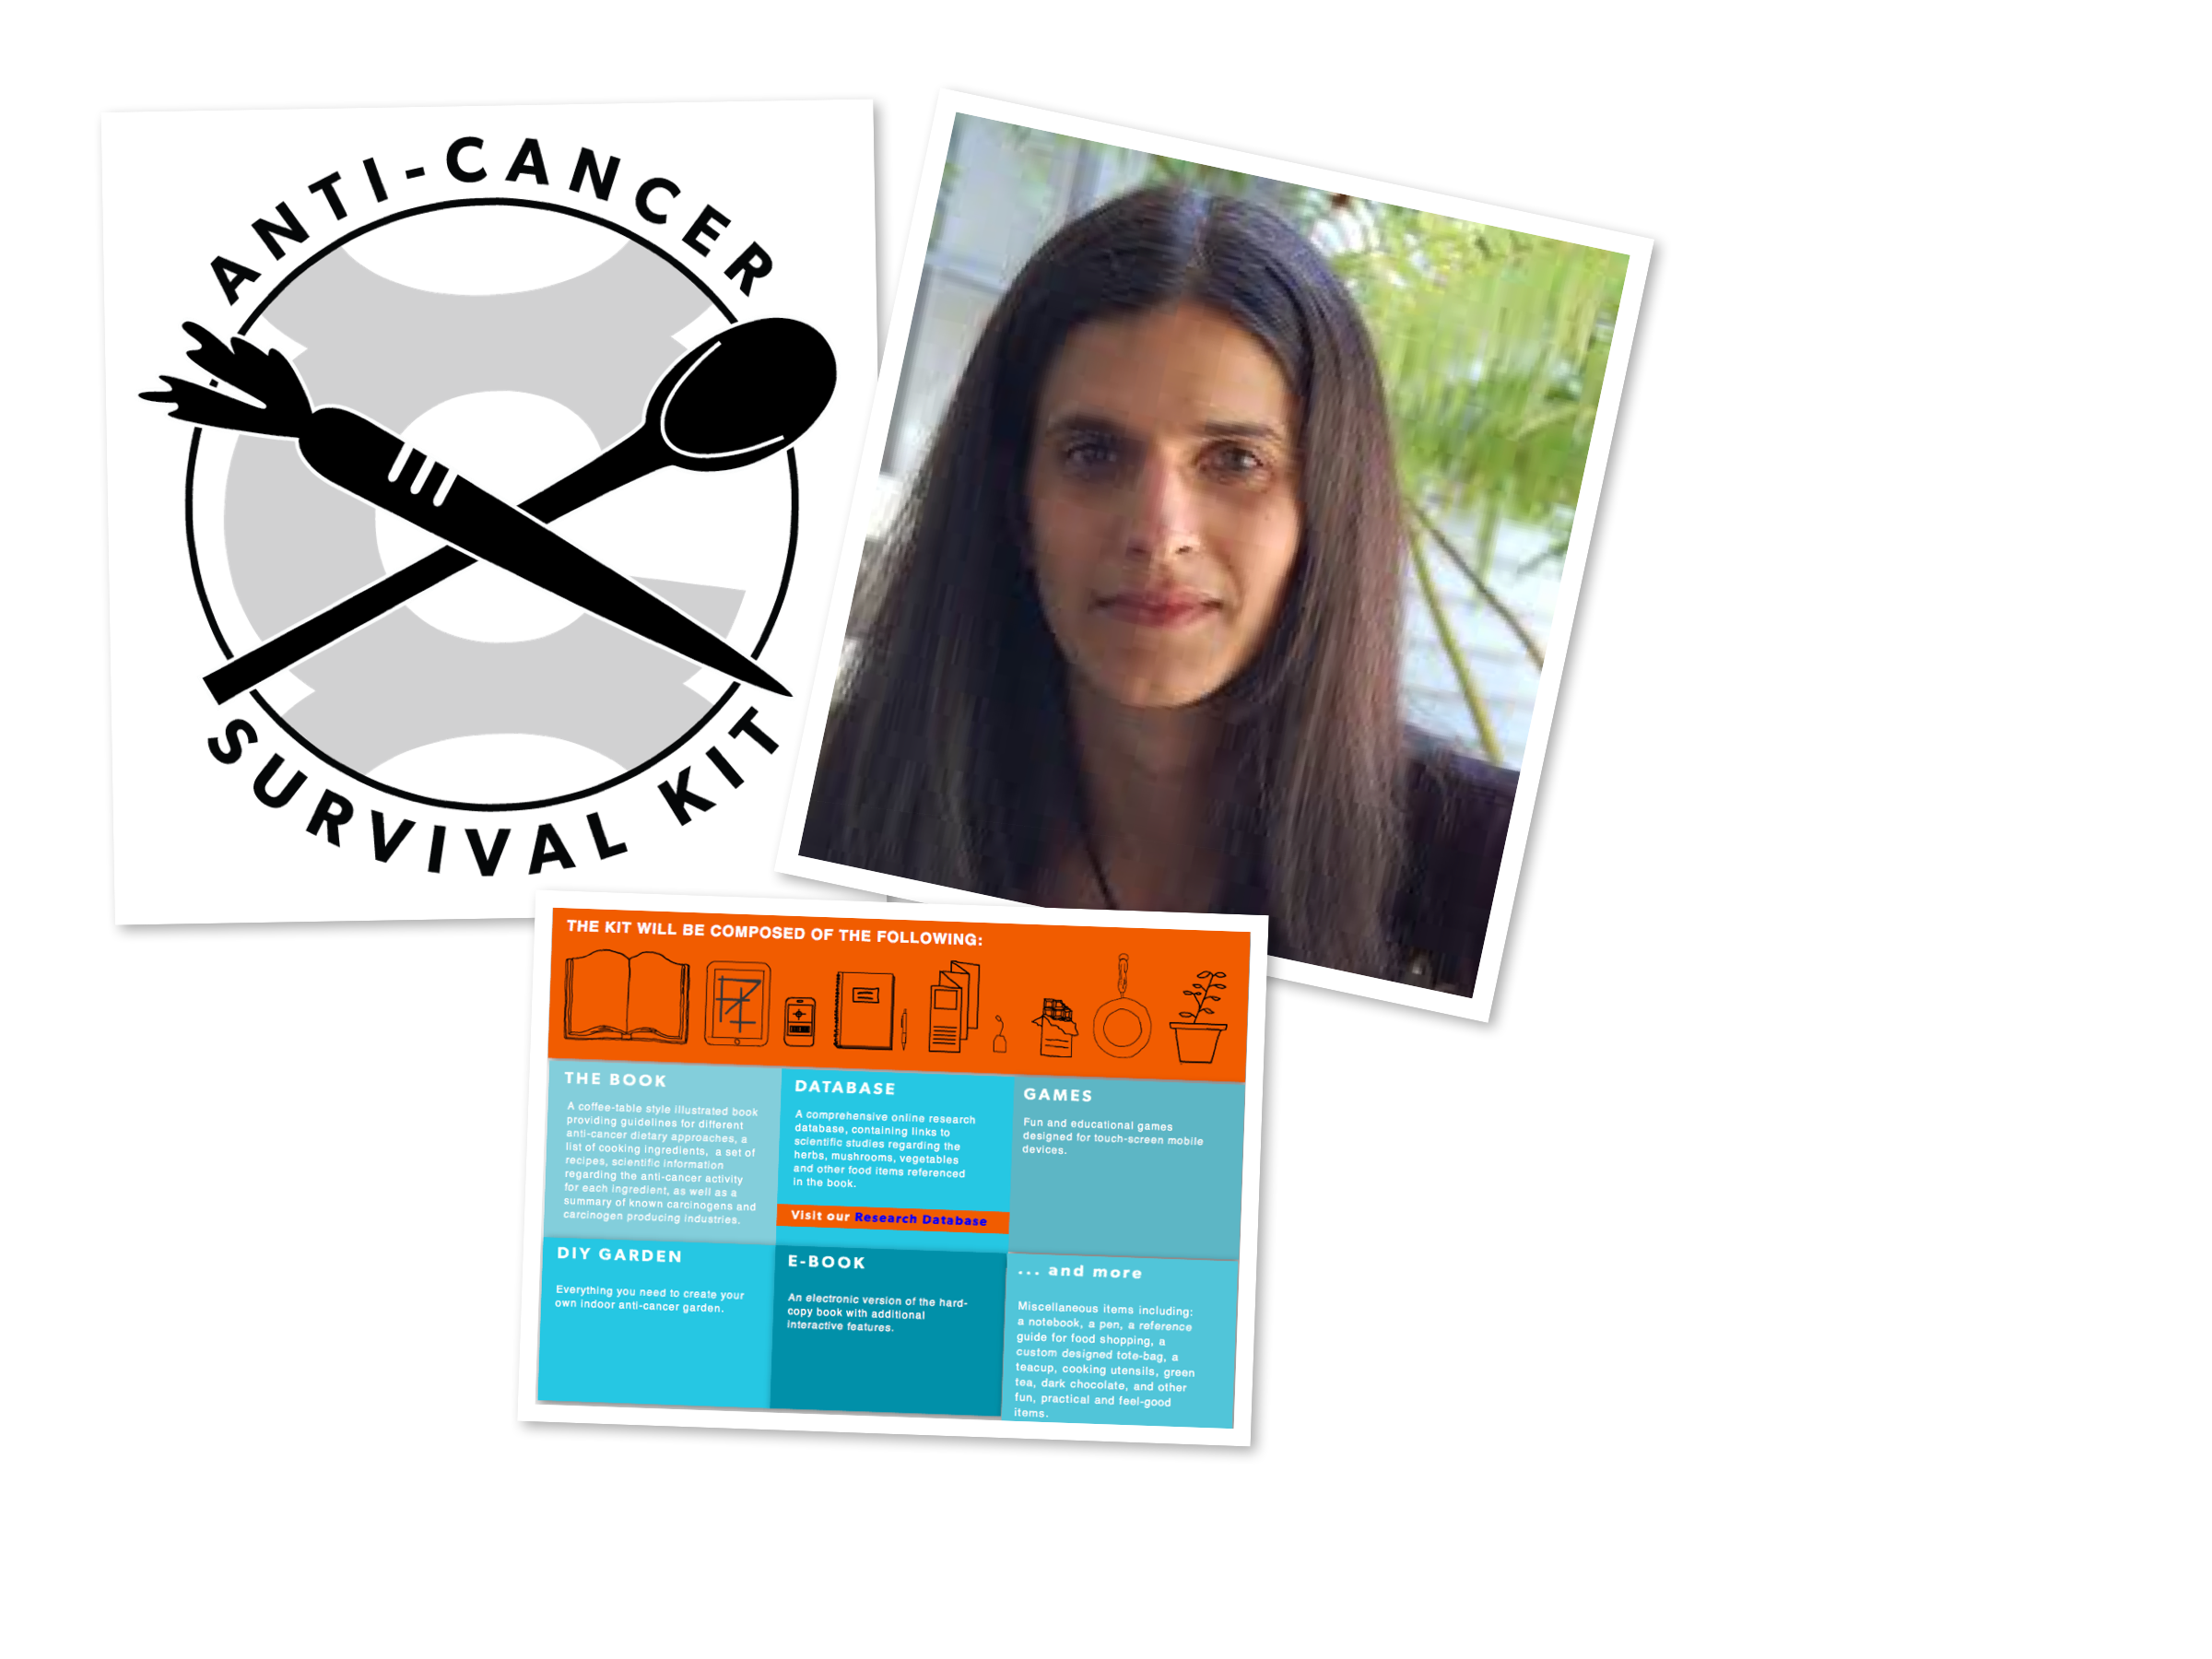 ANTI-CANCER
SURVIVAL KIT
THE KIT WILL BE COMPOSED OF THE FOLLOWING:
THE BOOK
A coffee-table style illustrated book
providing guidelines for different
anti-cancer dietary approaches, a
list of cooking ingredients, a set of
recipes, scientific information
regarding the anti-cancer activity
for each ingredient, as well as a
summary of known carcinogens and
carcinogen producing industries.
DATABASE
A comprehensive online research
database, containing links to
scientific studies regarding the
herbs, mushrooms, vegetables
and other food items referenced
in the book.
Visit our Research Database
GAMES
Fun and educational games
designed for touch-screen mobile
devices.
DIY GARDEN
Everything you need to create your
own indoor anti-cancer garden.
E-BOOK
An electronic version of the hard-
copy book with additional
interactive features.
... and more
Miscellaneous items including:
a notebook, a pen, a reference
guide for food shopping, a
custom designed tote-bag, a
teacup, cooking utensils, green
tea, dark chocolate, and other
fun, practical and feel-good
items.